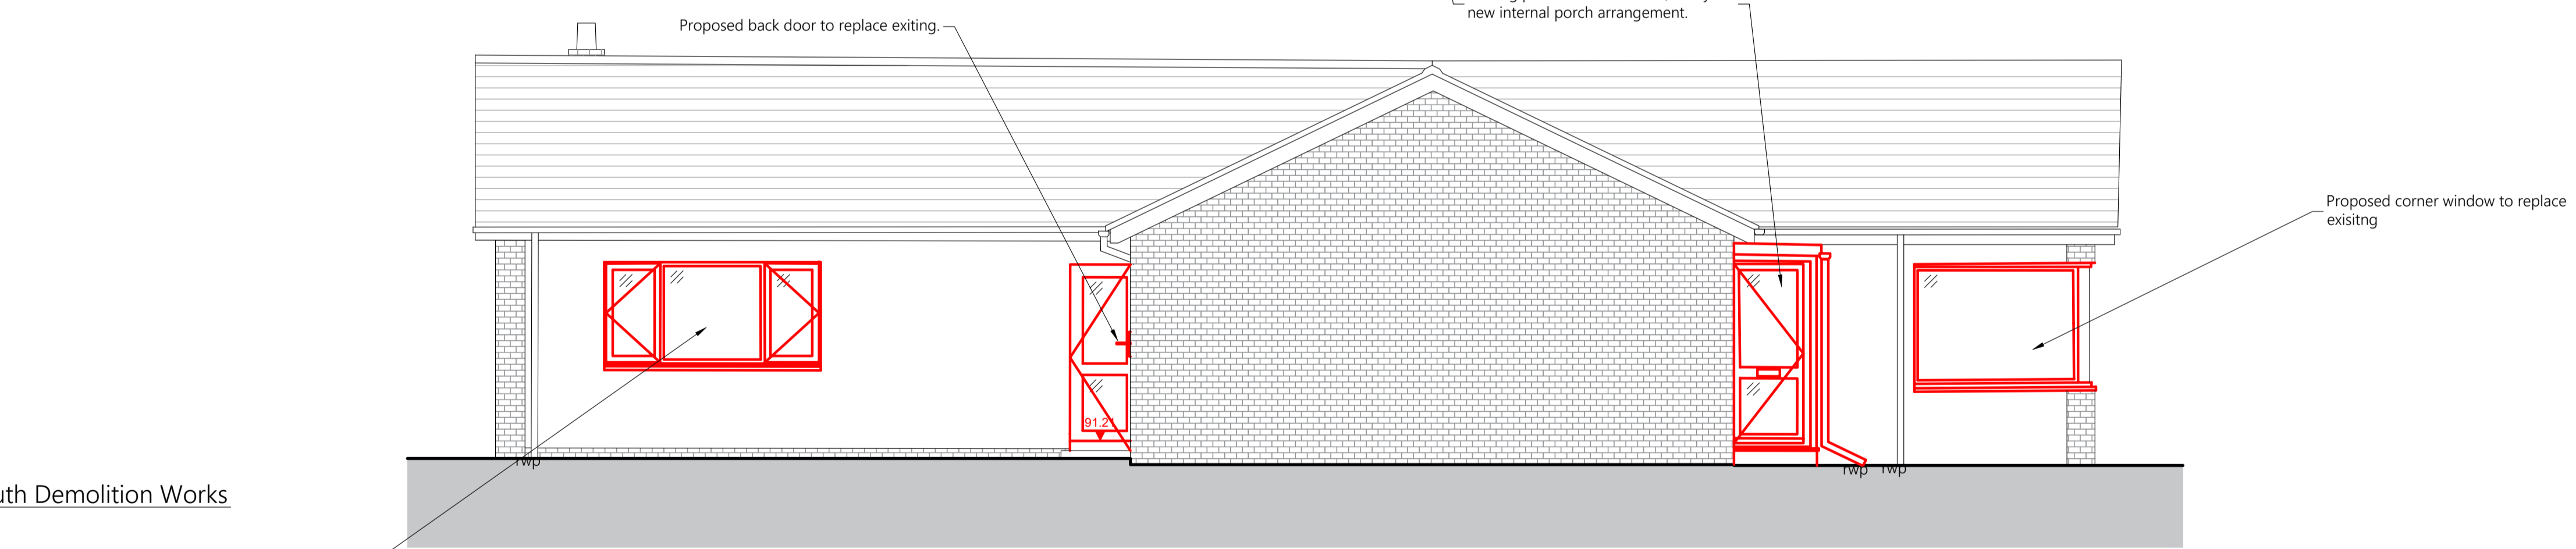 Proposed back door to replace exiting.
new internal porch arrangement.
Proposed corner window to replace
exisitng
91.21
rwp
rwp
rwp
Demolition Works